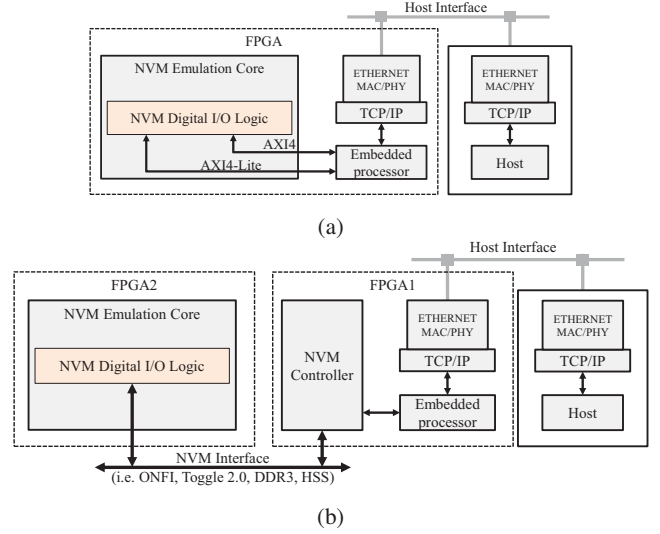 Host Interface
FPGA
NVM Emulation Core
NVM Digital I/O Logic
ETHERNET
MAC/PHY
TCP/IP
AXI4
AXI4-Lite
Embedded
processor
ETHERNET
MAC/PHY
TCP/IP
Host
(a)
Host Interface
FPGA2
NVM Emulation Core
NVM Digital I/O Logic
FPGA1
NVM
Controller
ETHERNET
MAC/PHY
TCP/IP
Embedded
processor
ETHERNET
MAC/PHY
TCP/IP
Host
NVM Interface
(i.e. ONFI, Toggle 2.0, DDR3, HSS)
(b)